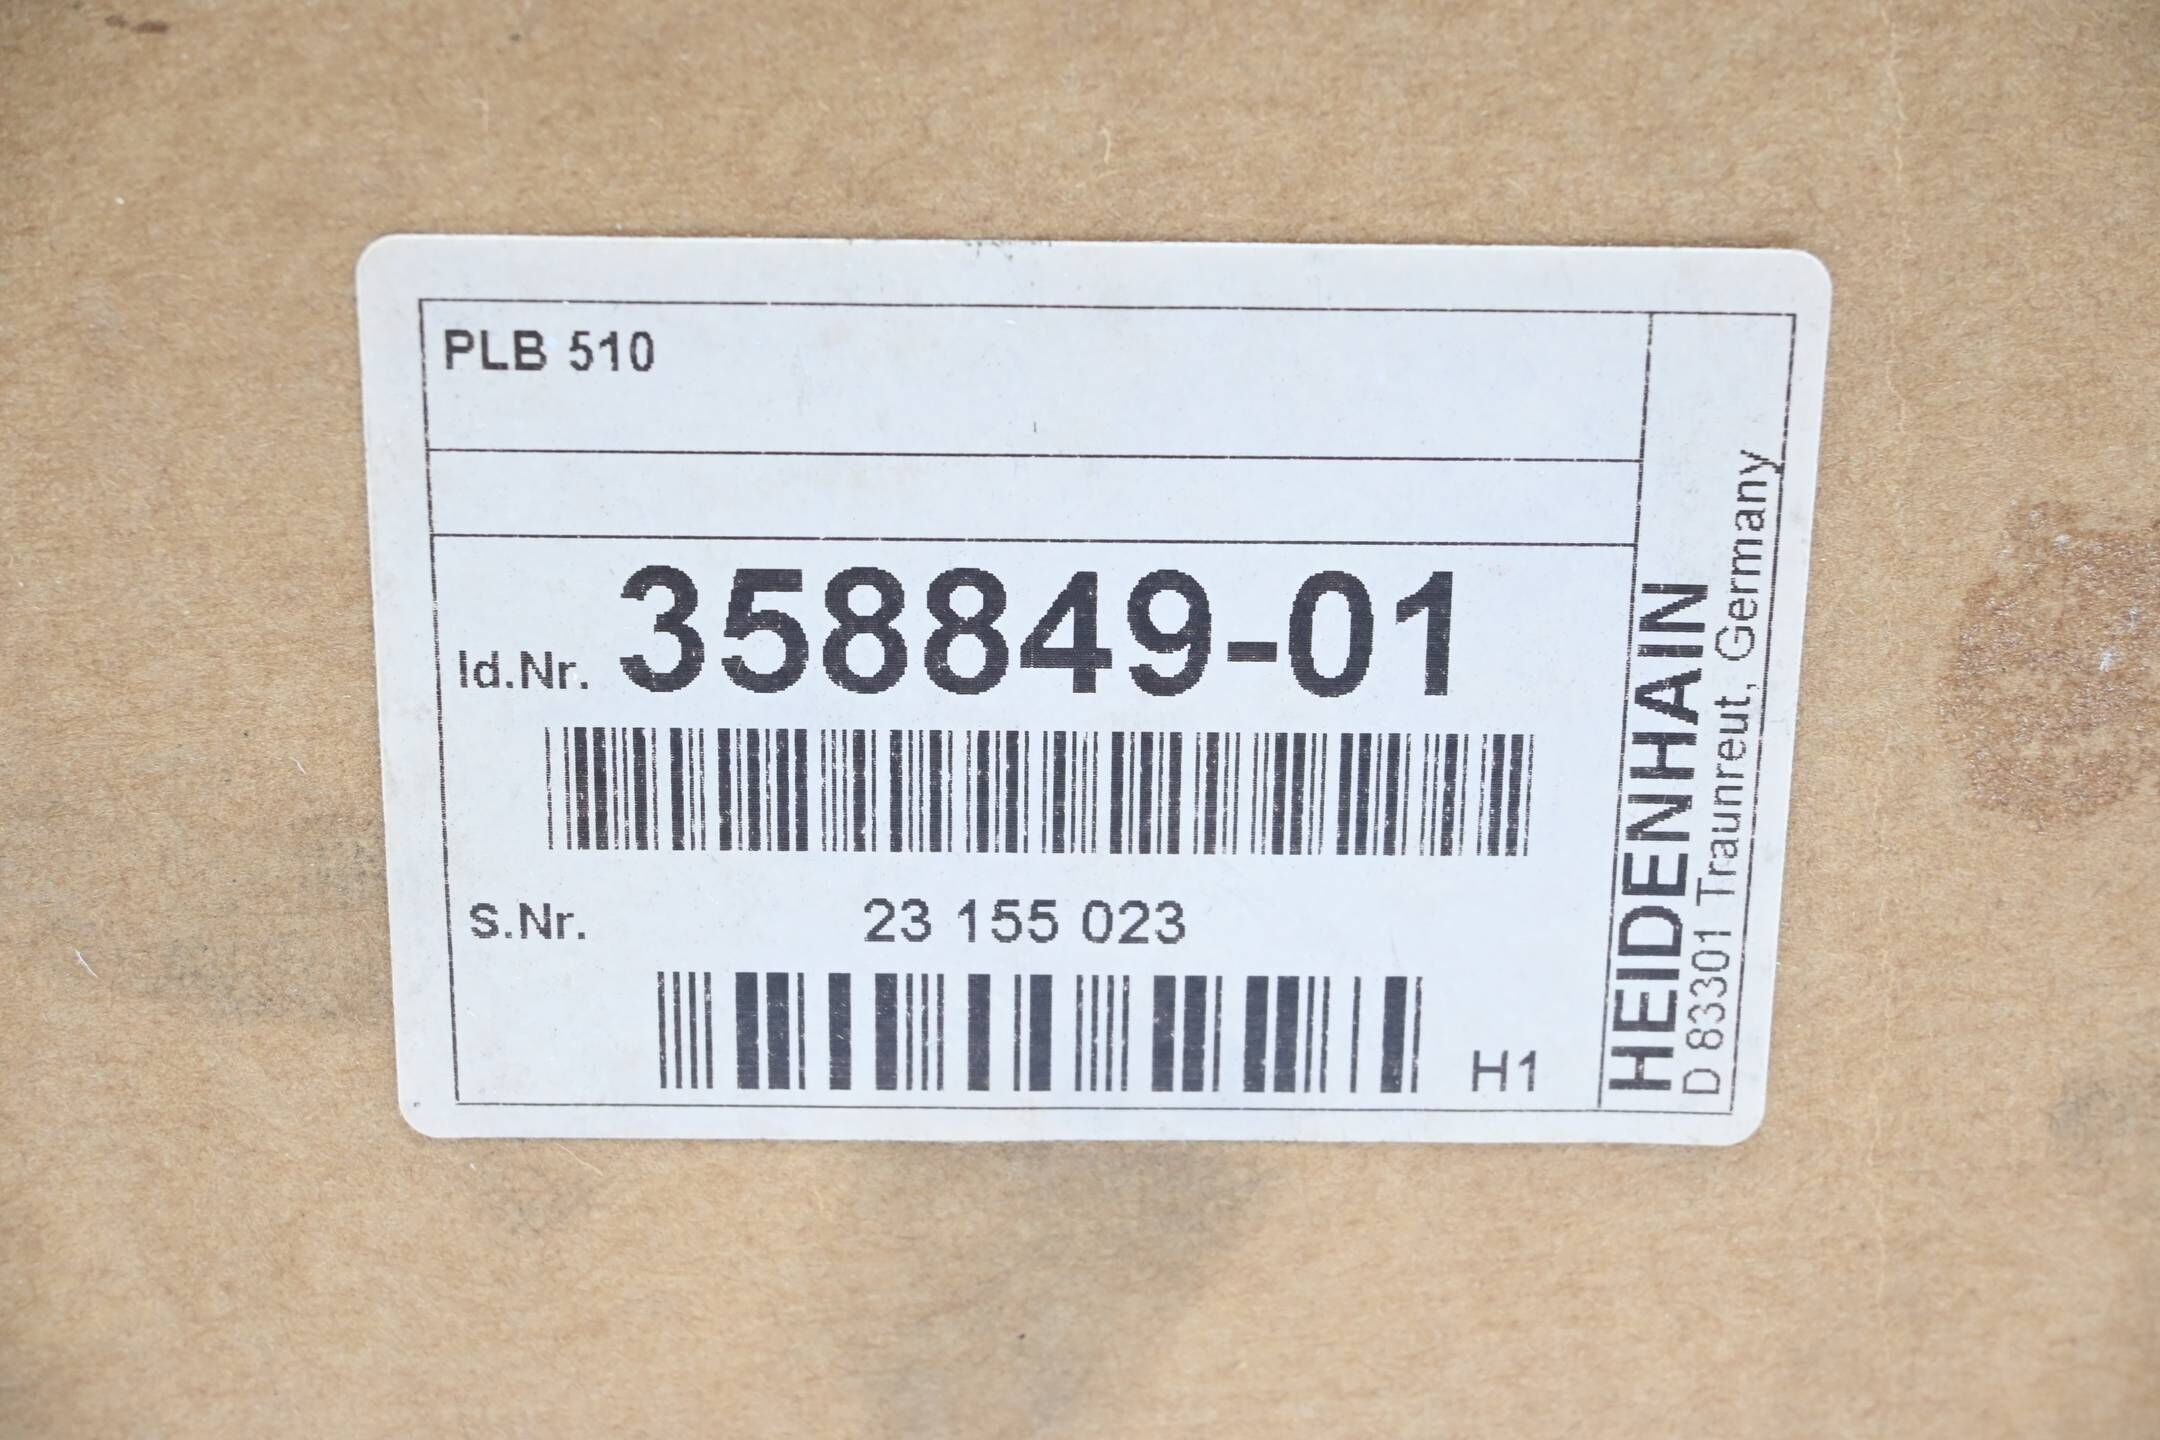 PLB 510
Id.Nr. 358849-01
S.Nr. 23 155 023
H1
HEIDENHAIN
D 83301 Traunreut, Germany